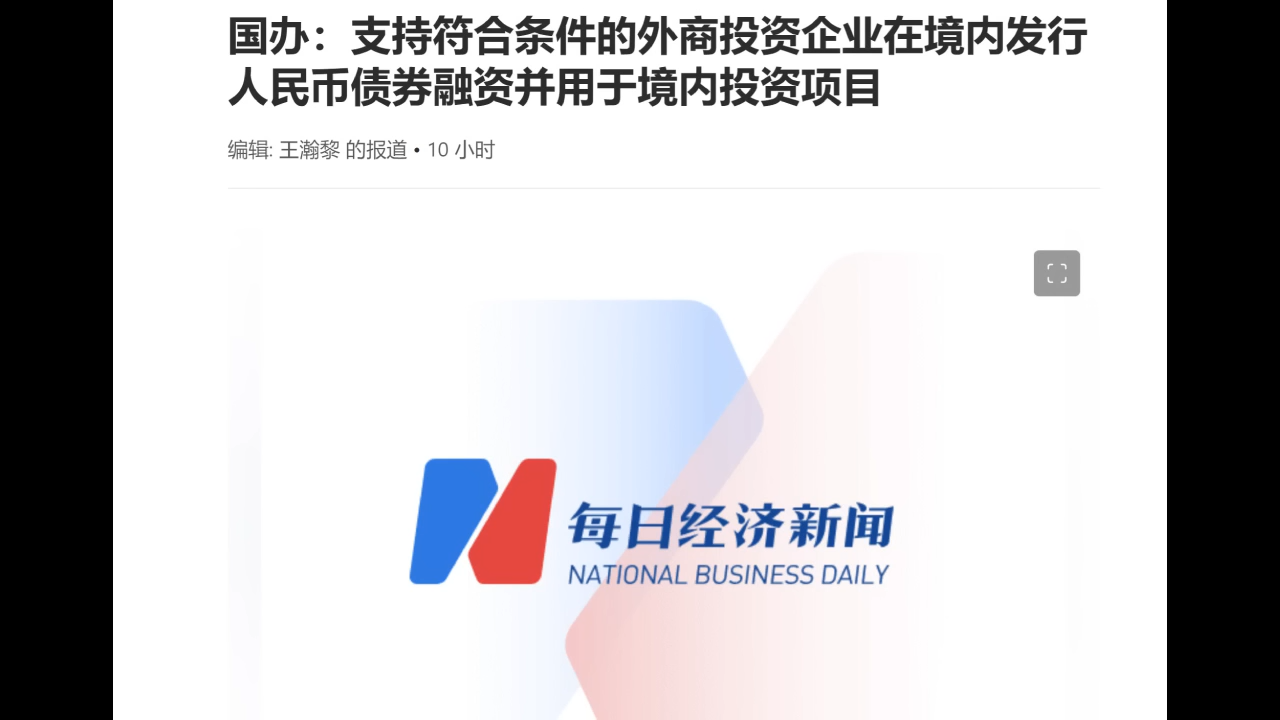 国办：支持符合条件的外商投资企业在境内发行
人民币债券融资并用于境内投资项目
编辑: 王瀚黎 的报道 • 10 小时
每日经济新闻
NATIONAL BUSINESS DAILY